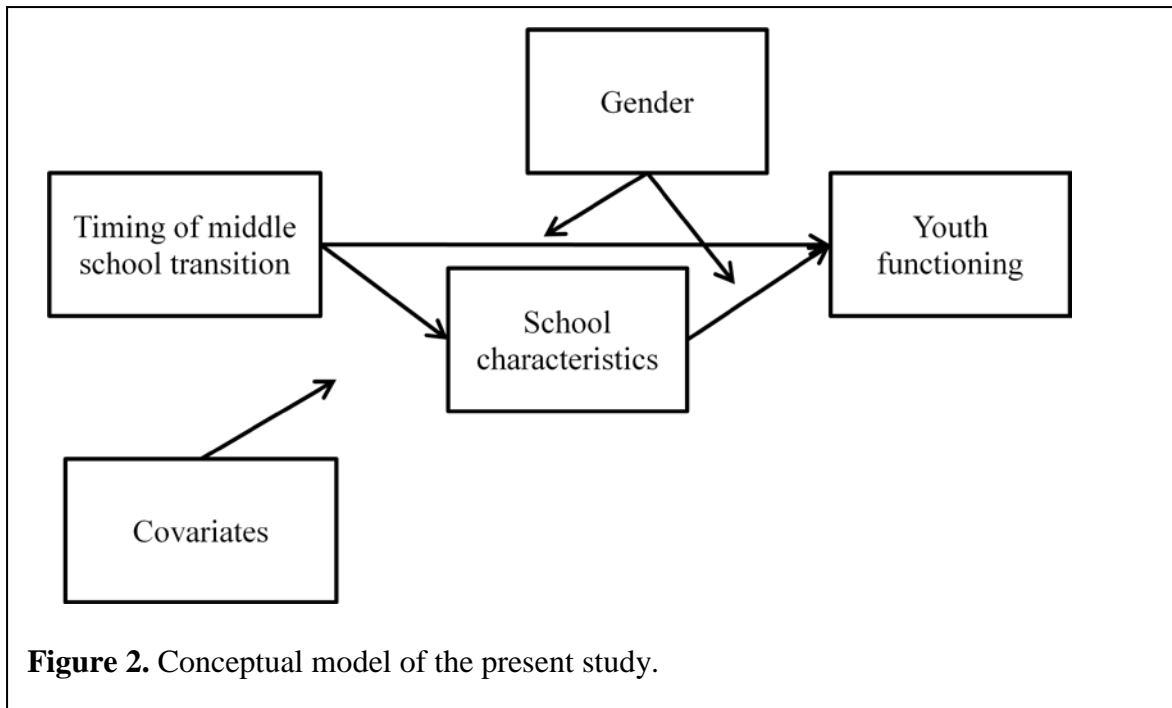 Gender
Timing of middle
school transition
Youth
functioning
School
characteristics
Covariates
Figure 2. Conceptual model of the present study.